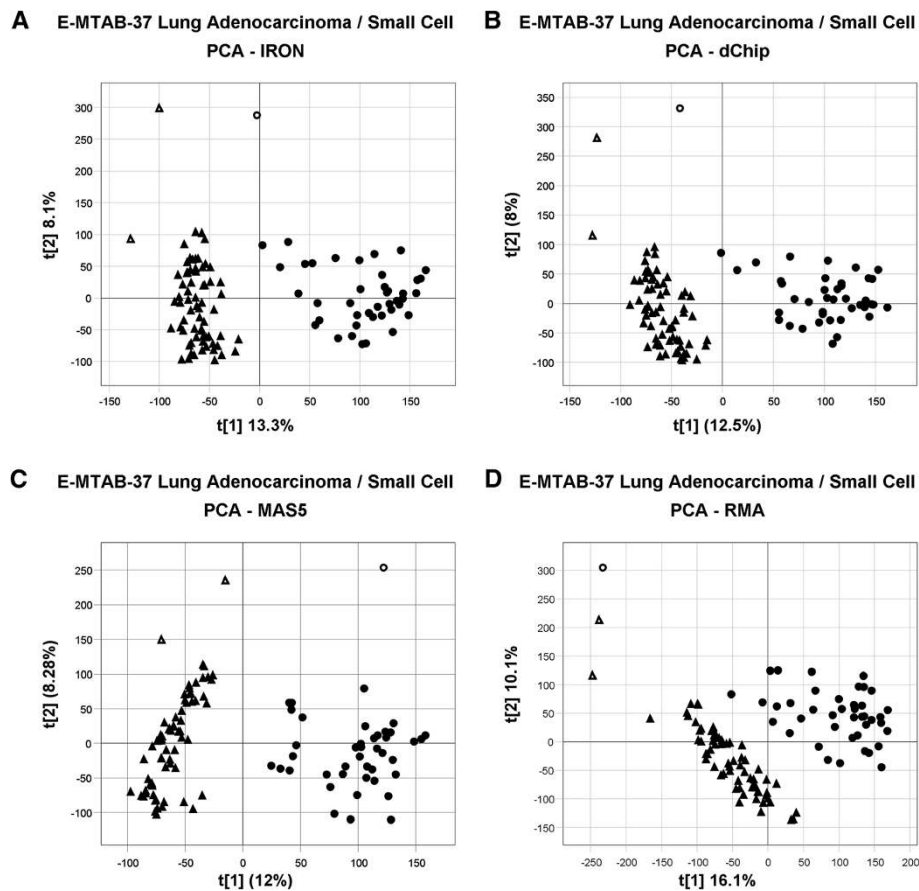 A E-MTAB-37 Lung Adenocarcinoma / Small Cell
PCA - IRON
300
250
200
150
100
50
0
-50
-100
t[2] 8.1%
-150 -100 -50 0 50 100 150
t[1] 13.3%
B E-MTAB-37 Lung Adenocarcinoma / Small Cell
PCA - dChip
350
300
250
200
150
100
50
0
-50
-100
t[2] (8%)
-150 -100 -50 0 50 100 150
t[1] (12.5%)
C E-MTAB-37 Lung Adenocarcinoma / Small Cell
PCA - MAS5
250
200
150
100
50
0
-50
-100
t[2] (8.28%)
-100 -50 0 50 100 150
t[1] (12%)
D E-MTAB-37 Lung Adenocarcinoma / Small Cell
PCA - RMA
300
250
200
150
100
50
0
-50
-100
-150
t[2] 10.1%
-250 -200 -150 -100 -50 0 50 100 150 200
t[1] 16.1%